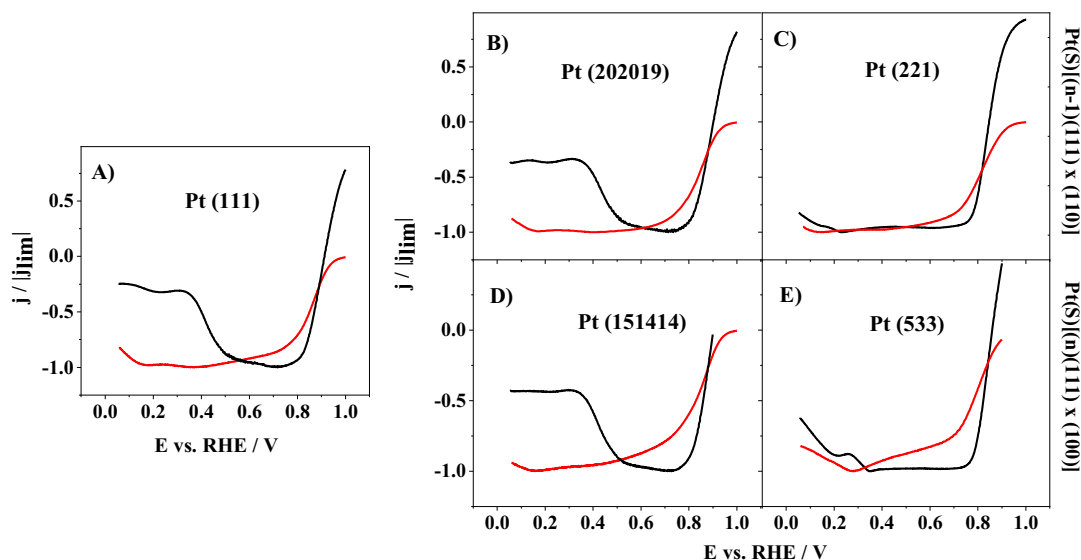 A)
Pt (111)
0.5
0.0
-0.5
-1.0
j / |jlim|
0.0 0.2 0.4 0.6 0.8 1.0
E vs. RHE / V
B)
Pt (202019)
0.5
0.0
-0.5
-1.0
C)
Pt (221)
Pt(S)[(n-1)(111) x (110)]
j / |jlim|
D)
Pt (151414)
0.0
-0.5
-1.0
0.0 0.2 0.4 0.6 0.8
E)
Pt (533)
0.0 0.2 0.4 0.6 0.8 1.0
Pt(S)[(n)(111) x (100)]
E vs. RHE / V